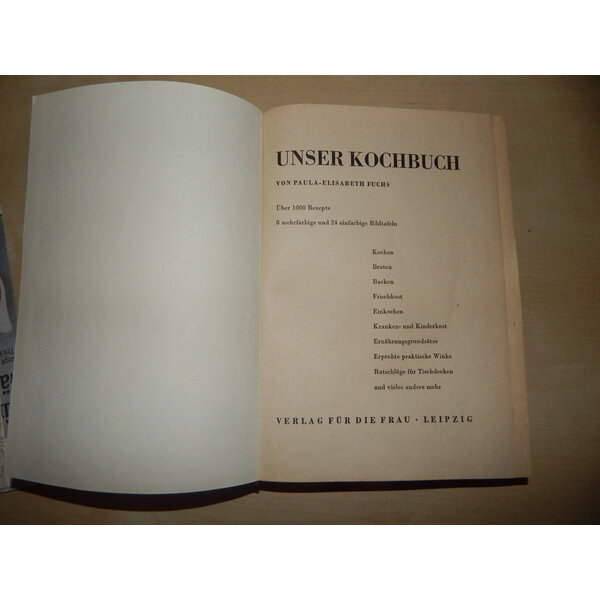 UNSER KOCHBUCH
VON PAULA-ELISABETH FUCHS
Über 1000 Rezepte
8 mehrfarbige und 24 einfarbige Bildtafeln
Kochen
Braten
Backen
Frischkost
Einkochen
Kranken- und Kinderkost
Ernährungsgrundsätze
Erprobte praktische Winke
Ratschläge für Tischdecken
und vieles andere mehr
VERLAG FÜR DIE FRAU · LEIPZIG